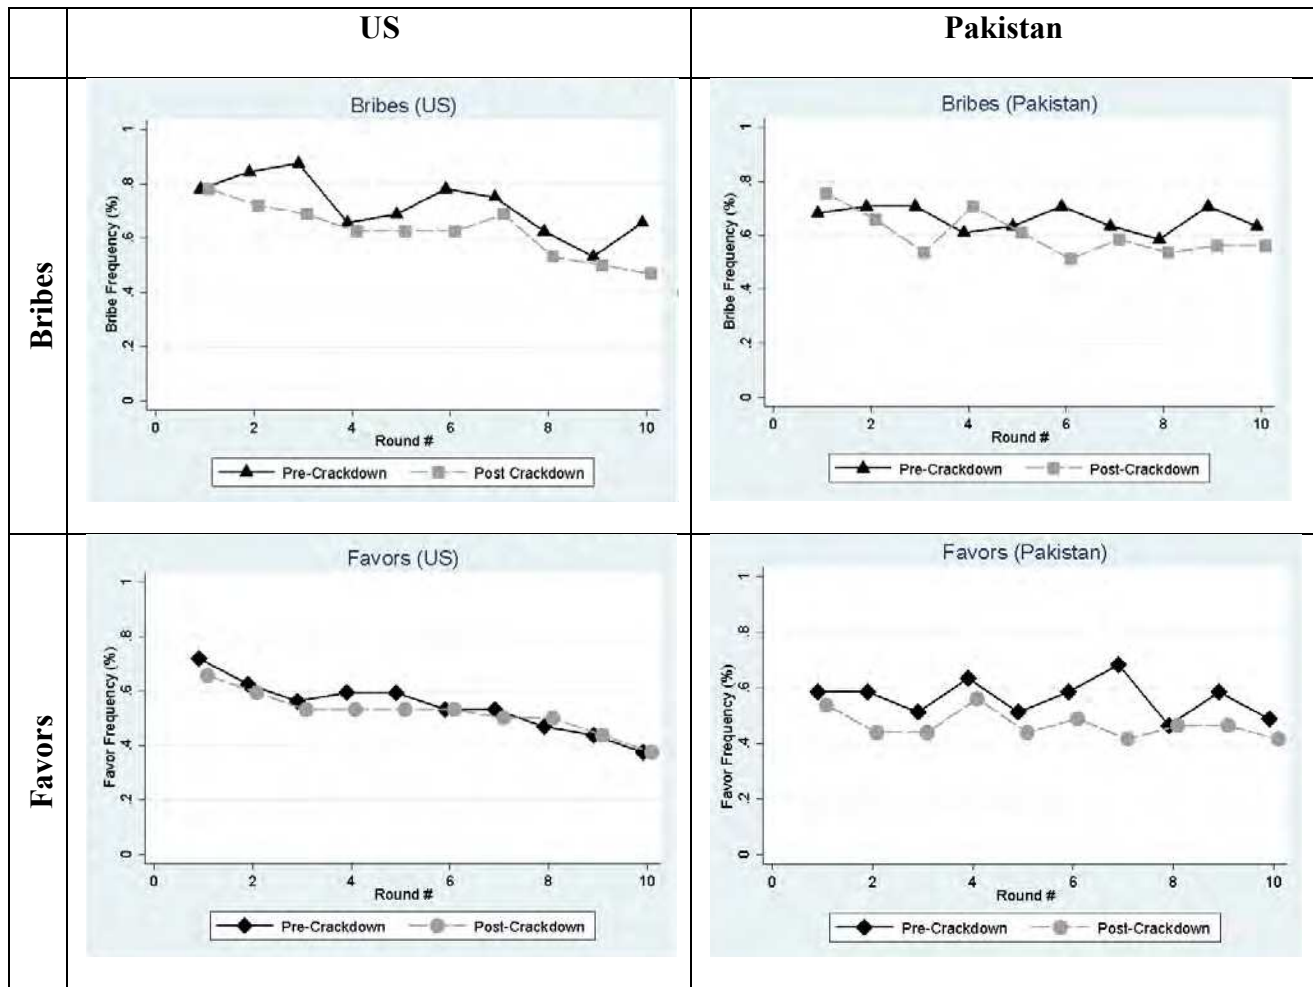 US
Pakistan
Bribes
Bribes (US)
Bribe Frequency (%)
1
.8
.6
.4
.2
0
0 2 4 6 8 10
Round #
Pre-Crackdown Post Crackdown
Bribes (Pakistan)
Bribe Frequency (%)
1
.8
.6
.4
.2
0
0 2 4 6 8 10
Round #
Pre-Crackdown Post-Crackdown
Favors
Favors (US)
Favor Frequency (%)
1
.8
.6
.4
.2
0
0 2 4 6 8 10
Round #
Pre-Crackdown Post-Crackdown
Favors (Pakistan)
Favor Frequency (%)
1
.8
.6
.4
.2
0
0 2 4 6 8 10
Round #
Pre-Crackdown Post-Crackdown